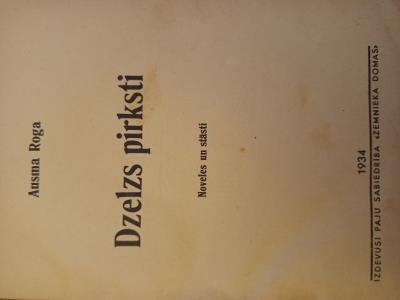 Ausma Roga
Dzelzs pirksti
Noveles un stāsti
1934
IZDEVUSI PAJU SABIEDRĪBA «ZEMNIEKA DOMAS»